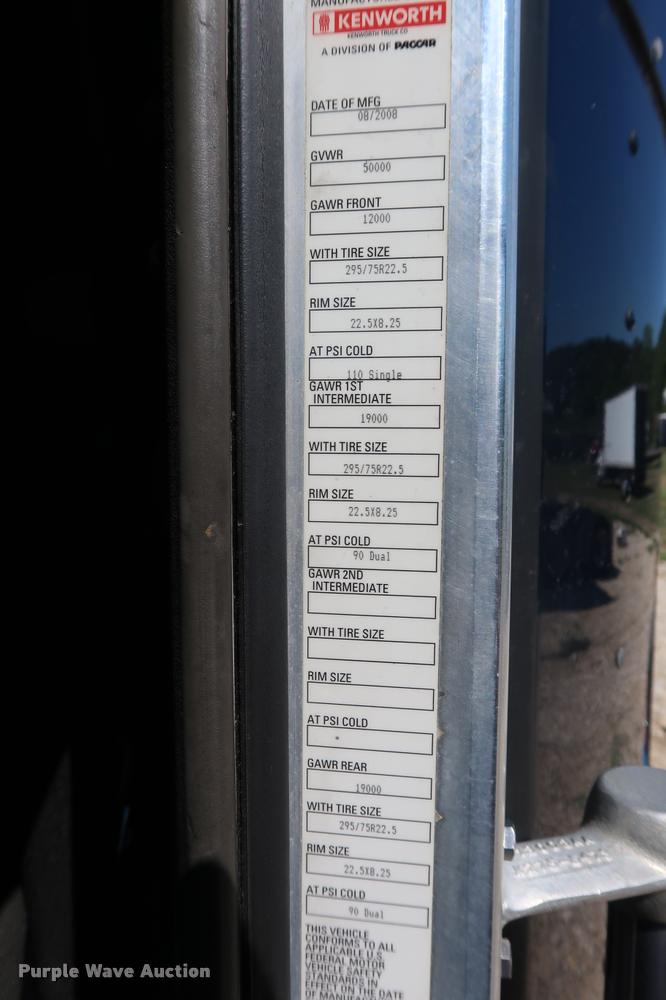 KENWORTH
KENWORTH TRUCK CO
A DIVISION OF PACCAR
DATE OF MFG
08/2008
GVWR
50000
GAWR FRONT
12000
WITH TIRE SIZE
295/75R22.5
RIM SIZE
22.5X8.25
AT PSI COLD
110 Single
GAWR 1ST
INTERMEDIATE
19000
WITH TIRE SIZE
295/75R22.5
RIM SIZE
22.5X8.25
AT PSI COLD
90 Dual
GAWR 2ND
INTERMEDIATE
WITH TIRE SIZE
RIM SIZE
AT PSI COLD
GAWR REAR
19000
WITH TIRE SIZE
295/75R22.5
RIM SIZE
22.5X8.25
AT PSI COLD
90 Dual
THIS VEHICLE
CONFORMS TO ALL
APPLICABLE U.S.
FEDERAL MOTOR
VEHICLE SAFETY
STANDARDS IN
EFFECT ON THE DATE
Purple Wave Auction